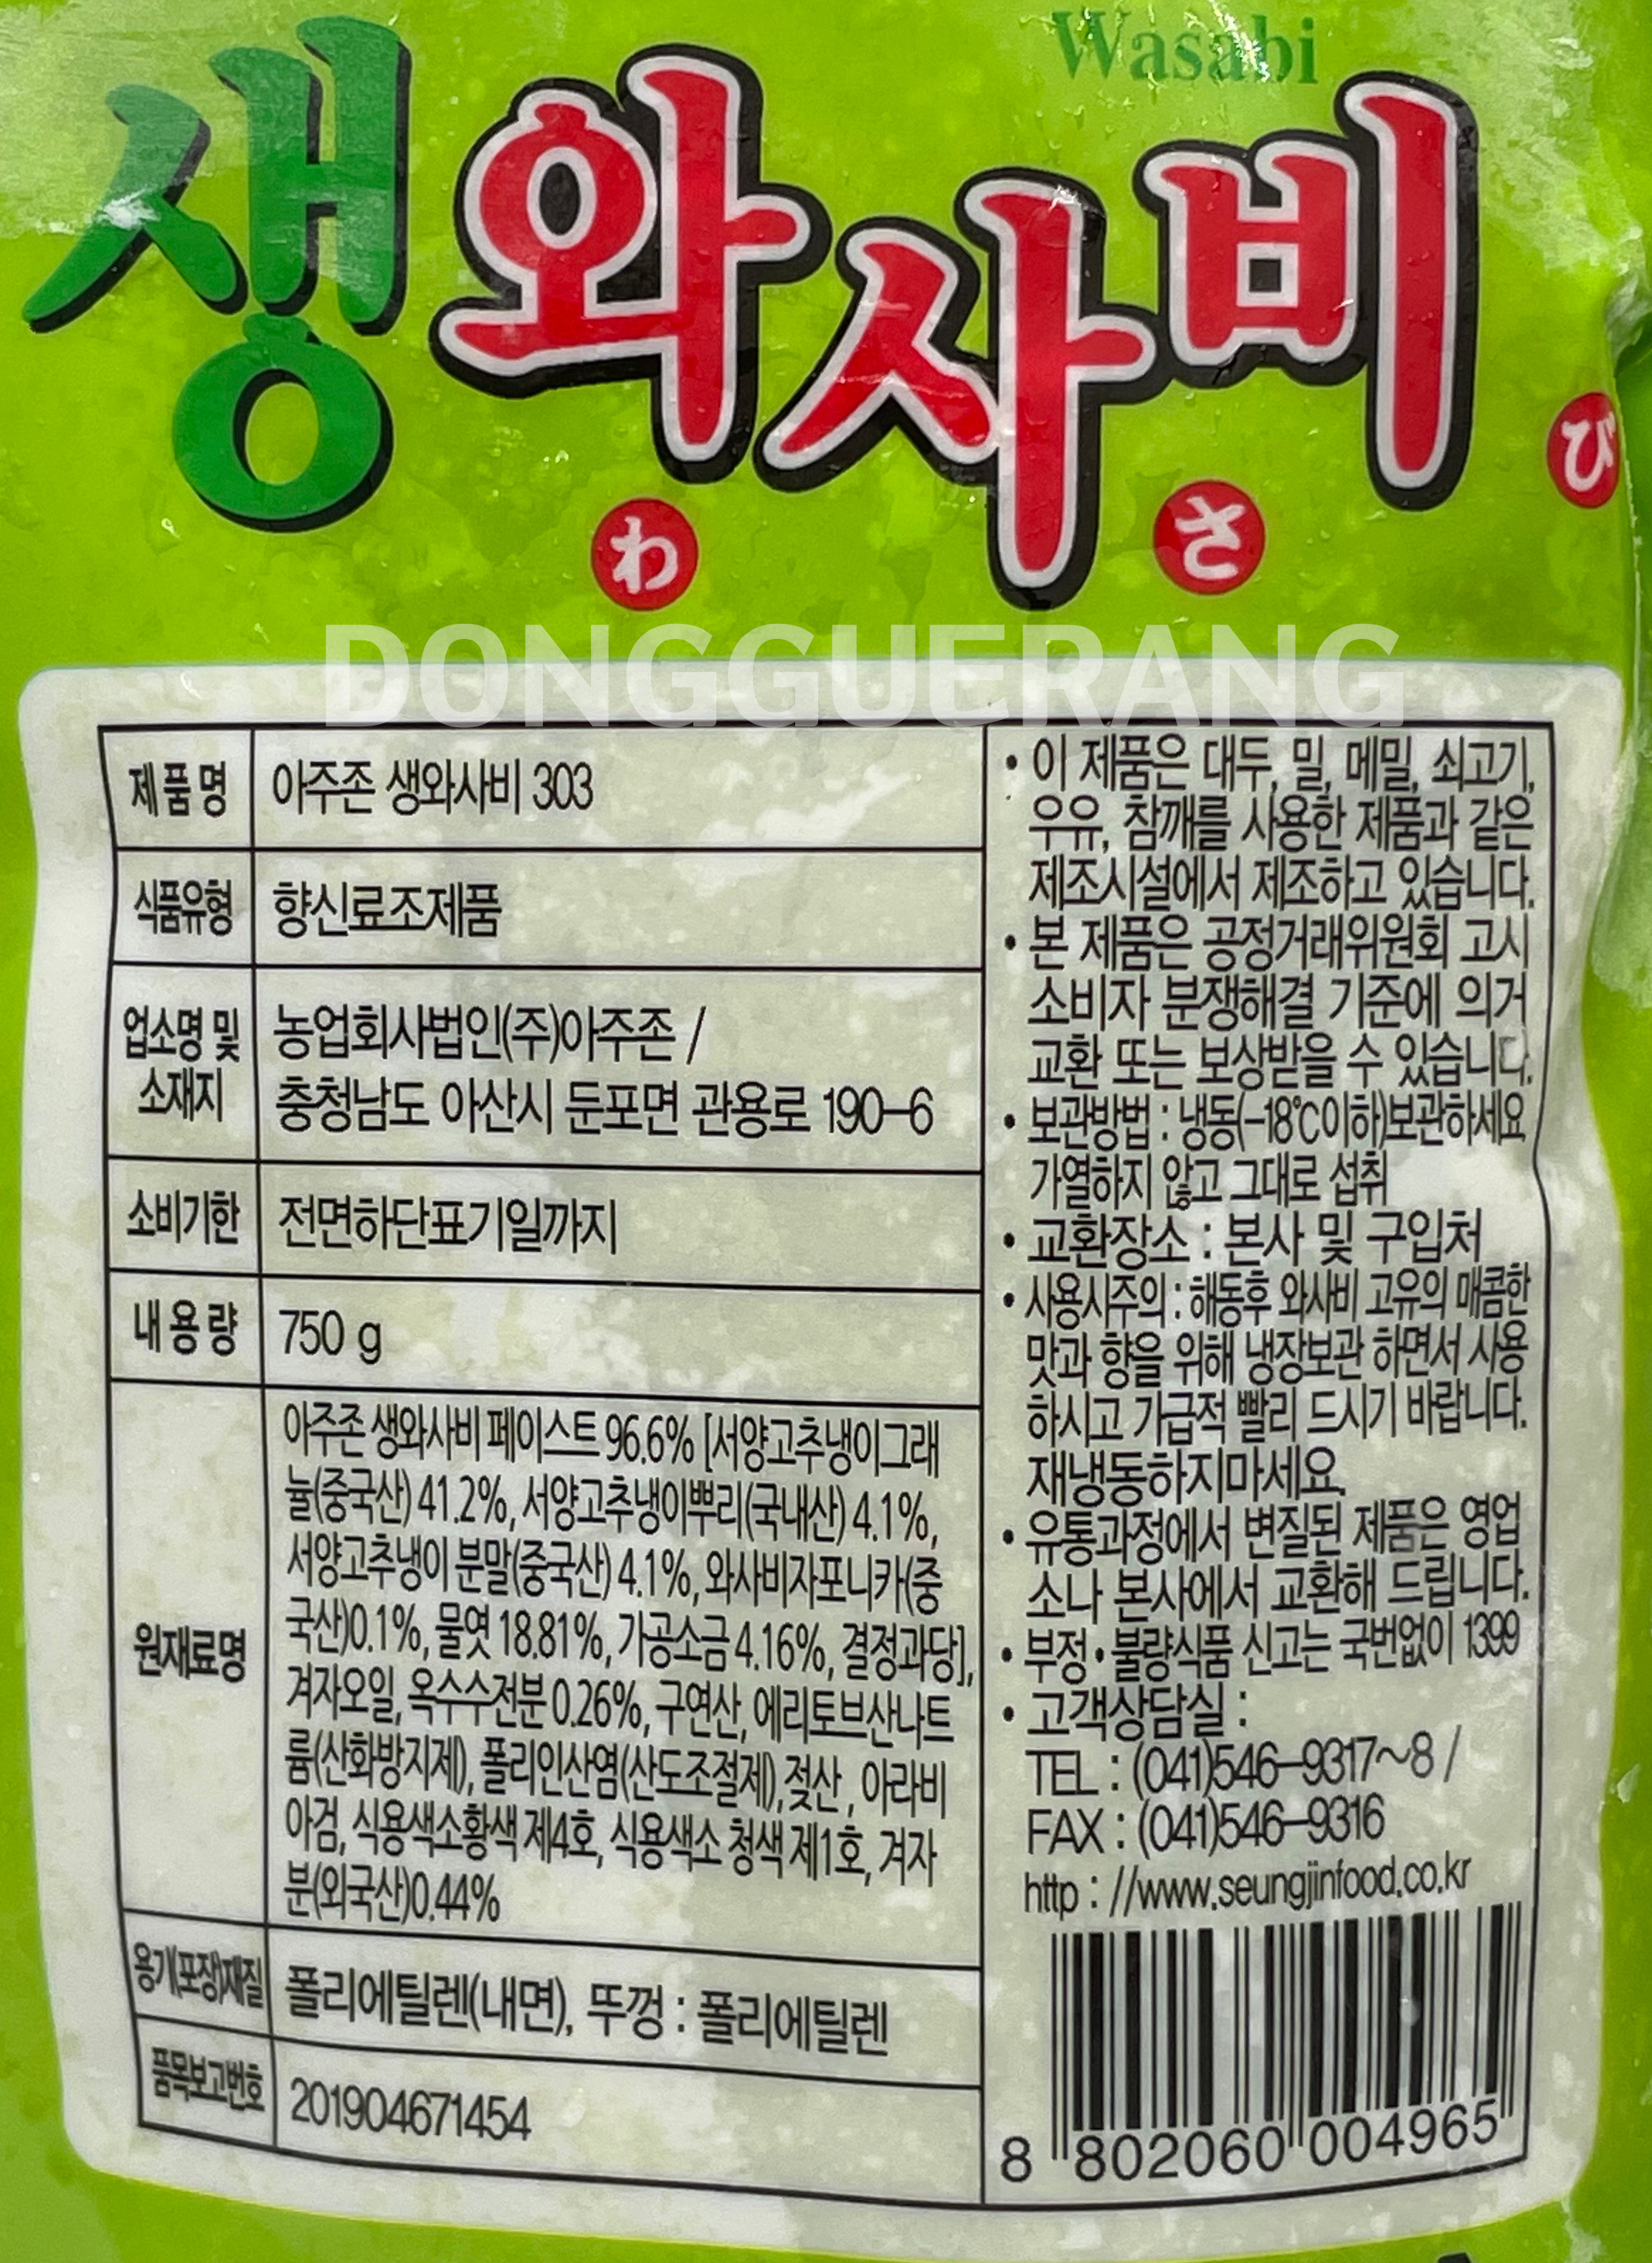 Wasabi
생와사비
わ さ び
DONGGUERANG
제품명 아주존 생와사비 303
식품유형 향신료조제품
업소명 및 소재지 농업회사법인(주)아주존 /
충청남도 아산시 둔포면 관용로 190-6
소비기한 전면하단표기일까지
내용량 750 g
원재료명 아주존 생와사비 페이스트 96.6% [서양고추냉이그래
뉼(중국산) 41.2%, 서양고추냉이뿌리(국내산) 4.1%,
서양고추냉이 분말(중국산) 4.1%, 와사비자포니카(중
국산)0.1%, 물엿 18.81%, 가공소금 4.16%, 결정과당],
겨자오일, 옥수수전분 0.26%, 구연산, 에리토브산나트
륨(산화방지제), 폴리인산염(산도조절제), 젖산, 아라비
아검, 식용색소황색 제4호, 식용색소 청색 제1호, 겨자
분(외국산)0.44%
용기(포장)재질 폴리에틸렌(내면), 뚜껑 : 폴리에틸렌
품목보고번호 201904671454
• 이 제품은 대두, 밀, 메밀, 쇠고기,
우유, 참깨를 사용한 제품과 같은
제조시설에서 제조하고 있습니다.
• 본 제품은 공정거래위원회 고시
소비자 분쟁해결 기준에 의거
교환 또는 보상받을 수 있습니다.
• 보관방법 : 냉동(-18℃이하)보관하세요
가열하지 않고 그대로 섭취
• 교환장소 : 본사 및 구입처
• 사용시주의 : 해동후 와사비 고유의 매콤한
맛과 향을 위해 냉장보관 하면서 사용
하시고 가급적 빨리 드시기 바랍니다.
재냉동하지마세요.
• 유통과정에서 변질된 제품은 영업
소나 본사에서 교환해 드립니다.
• 부정•불량식품 신고는 국번없이 1399
• 고객상담실 :
TEL : (041)546-9317~8 /
FAX : (041)546-9316
http : //www.seungjinfood.co.kr
8 802060 004965